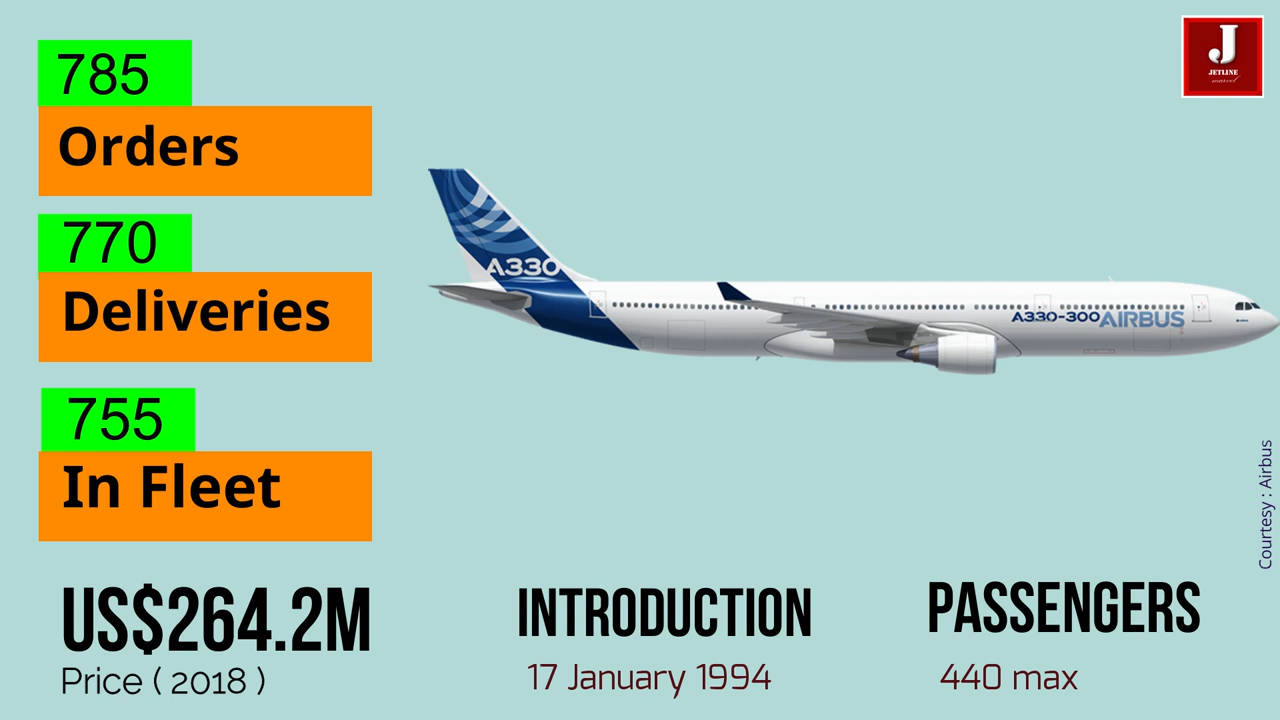 785
Orders
770
Deliveries
755
In Fleet
US$264.2M
Price ( 2018 )
J
JETLINE
marvel
A330
A330-300 AIRBUS
Courtesy : Airbus
INTRODUCTION
17 January 1994
PASSENGERS
440 max